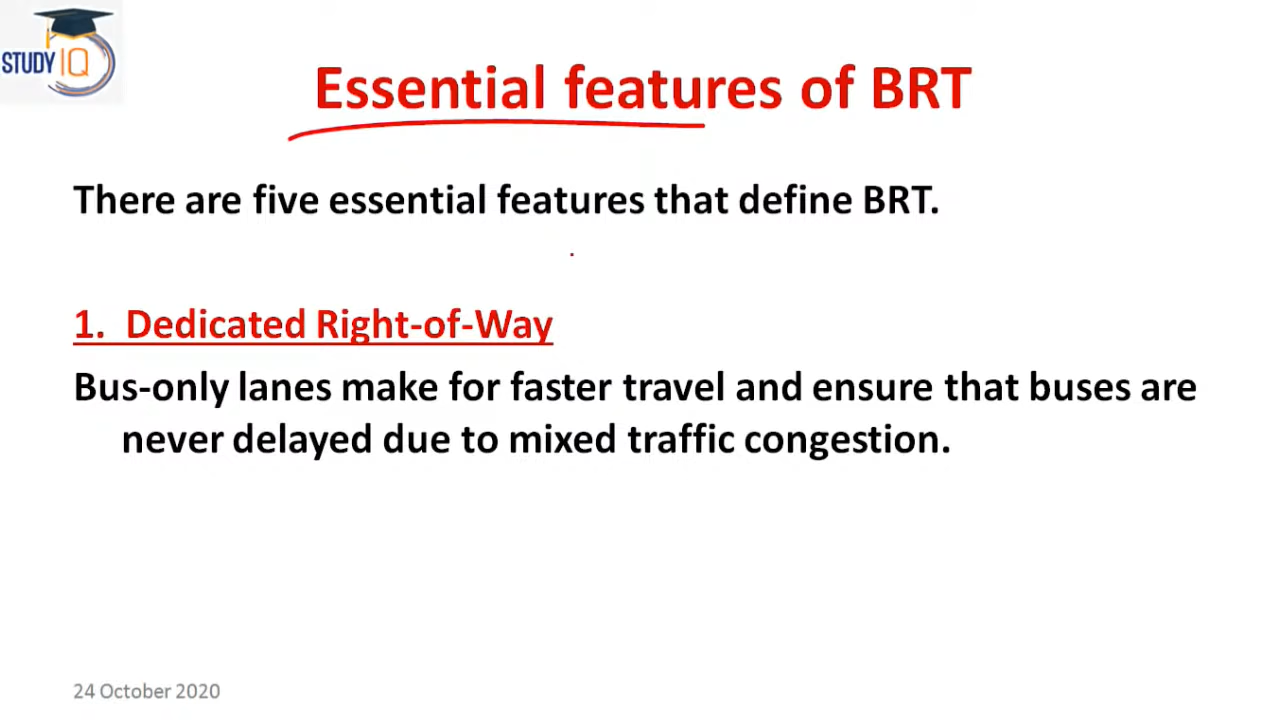 STUDY IQ
Essential features of BRT
There are five essential features that define BRT.
1. Dedicated Right-of-Way
Bus-only lanes make for faster travel and ensure that buses are
never delayed due to mixed traffic congestion.
24 October 2020